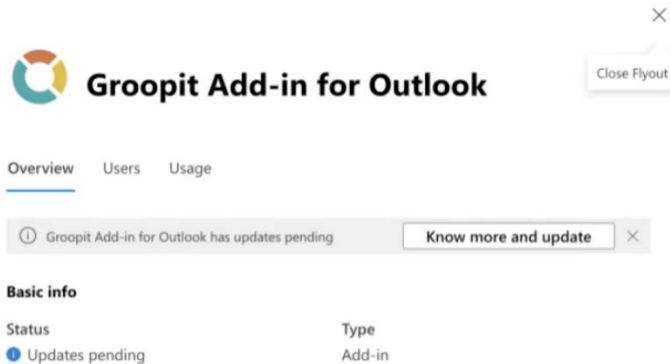 Close Flyout
Groopit Add-in for Outlook
Overview Users Usage
Groopit Add-in for Outlook has updates pending Know more and update
Basic info
Status Type
Updates pending Add-in